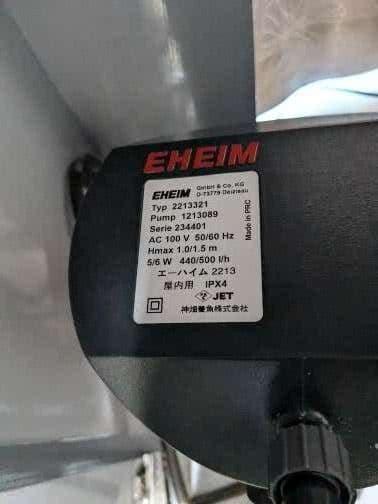 EHEIM
EHEIM GmbH & Co. KG
D-73779 Deizisau
Typ 2213321
Pump 1213089
Serie 234401
AC 100 V 50/60 Hz
Hmax 1.0/1.5 m
5/6 W 440/500 l/h
エーハイム 2213
屋内用 IPX4
JET
神畑養魚株式会社
Made in PRC